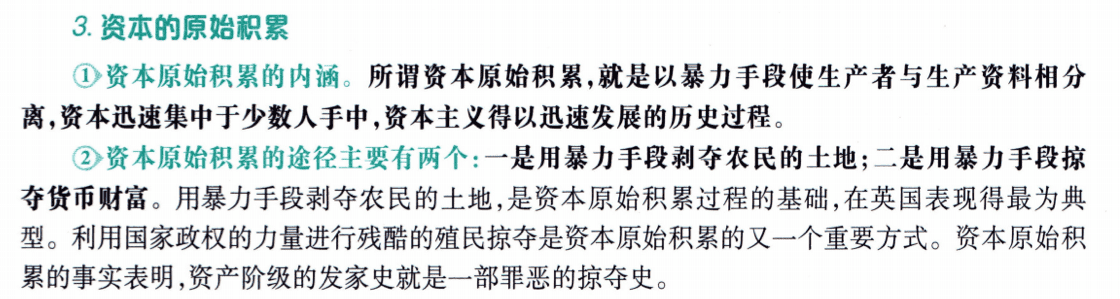 3. 资本的原始积累
①资本原始积累的内涵。所谓资本原始积累,就是以暴力手段使生产者与生产资料相分
离,资本迅速集中于少数人手中,资本主义得以迅速发展的历史过程。
②资本原始积累的途径主要有两个:一是用暴力手段剥夺农民的土地;二是用暴力手段掠
夺货币财富。用暴力手段剥夺农民的土地,是资本原始积累过程的基础,在英国表现得最为典
型。利用国家政权的力量进行残酷的殖民掠夺是资本原始积累的又一个重要方式。资本原始积
累的事实表明,资产阶级的发家史就是一部罪恶的掠夺史。